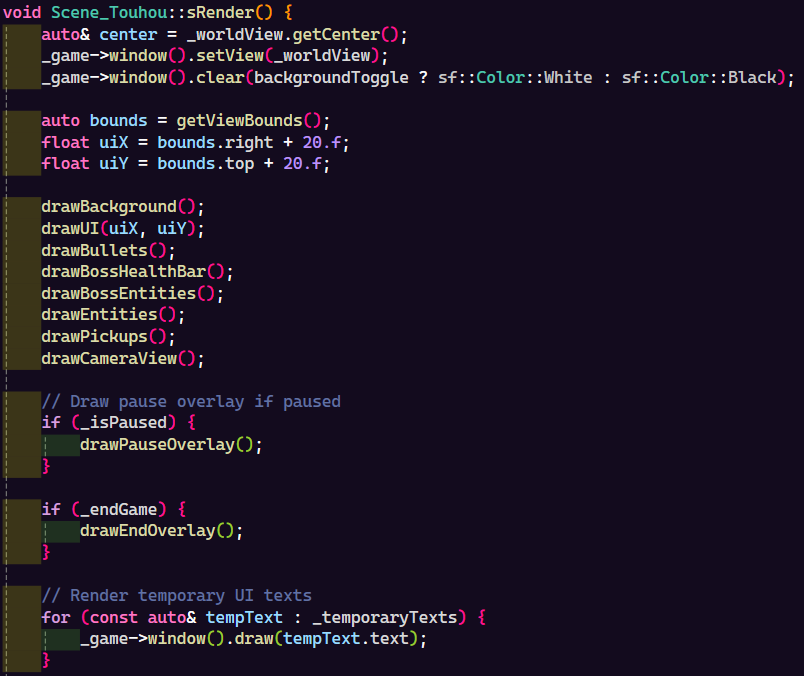 void Scene_Touhou::sRender() {
    auto& center = _worldView.getCenter();
    _game->window().setView(_worldView);
    _game->window().clear(backgroundToggle ? sf::Color::White : sf::Color::Black);

    auto bounds = getViewBounds();
    float uiX = bounds.right + 20.f;
    float uiY = bounds.top + 20.f;

    drawBackground();
    drawUI(uiX, uiY);
    drawBullets();
    drawBossHealthBar();
    drawBossEntities();
    drawEntities();
    drawPickups();
    drawCameraView();

    // Draw pause overlay if paused
    if (_isPaused) {
        drawPauseOverlay();
    }

    if (_endGame) {
        drawEndOverlay();
    }

    // Render temporary UI texts
    for (const auto& tempText : _temporaryTexts) {
        _game->window().draw(tempText.text);
    }